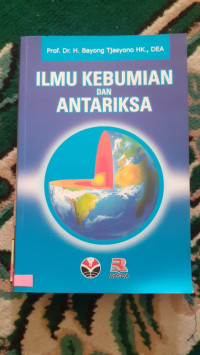 Prof. Dr. H. Bayong Tjasyono HK., DEA
ILMU KEBUMIAN
DAN
ANTARIKSA